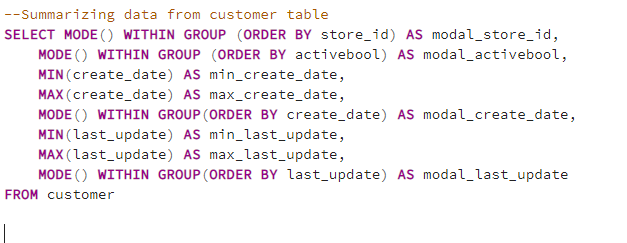 --Summarizing data from customer table
SELECT MODE() WITHIN GROUP (ORDER BY store_id) AS modal_store_id,
MODE() WITHIN GROUP (ORDER BY activebool) AS modal_activebool,
MIN(create_date) AS min_create_date,
MAX(create_date) AS max_create_date,
MODE() WITHIN GROUP(ORDER BY create_date) AS modal_create_date,
MIN(last_update) AS min_last_update,
MAX(last_update) AS max_last_update,
MODE() WITHIN GROUP(ORDER BY last_update) AS modal_last_update
FROM customer